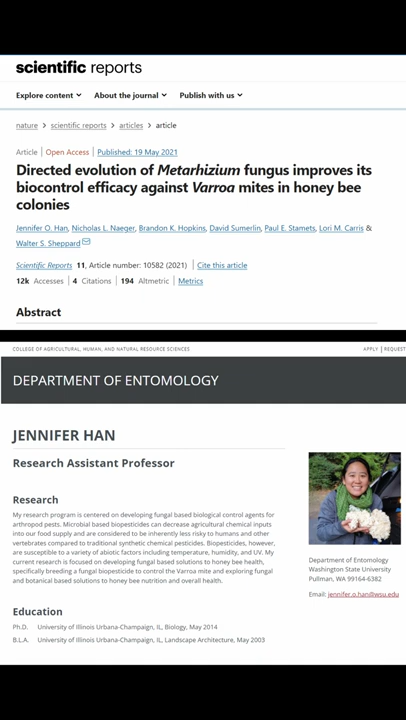 scientific reports
Explore content About the journal Publish with us
nature > scientific reports > articles > article
Article | Open Access | Published: 19 May 2021
Directed evolution of Metarhizium fungus improves its
biocontrol efficacy against Varroa mites in honey bee
colonies
Jennifer O. Han, Nicholas L. Naeger, Brandon K. Hopkins, David Sumerlin, Paul E. Stamets, Lori M. Carris &
Walter S. Sheppard
Scientific Reports 11, Article number: 10582 (2021) | Cite this article
12k Accesses | 4 Citations | 194 Altmetric | Metrics
Abstract
COLLEGE OF AGRICULTURAL, HUMAN, AND NATURAL RESOURCE SCIENCES APPLY | REQUEST
DEPARTMENT OF ENTOMOLOGY
JENNIFER HAN
Research Assistant Professor
Research
My research program is centered on developing fungal based biological control agents for
arthropod pests. Microbial based biopesticides can decrease agricultural chemical inputs
into our food supply and are considered to be inherently less risky to humans and other
vertebrates compared to traditional synthetic chemical pesticides. Biopesticides, however,
are susceptible to a variety of abiotic factors including temperature, humidity, and UV. My
current research is focused on developing fungal based solutions to honey bee health,
specifically breeding a fungal biopesticide to control the Varroa mite and exploring fungal
and botanical based solutions to honey bee nutrition and overall health.
Department of Entomology
Washington State University
Pullman, WA 99164-6382
Email: jennifer.o.han@wsu.edu
Education
Ph.D. University of Illinois Urbana-Champaign, IL, Biology, May 2014
B.L.A. University of Illinois Urbana-Champaign, IL, Landscape Architecture, May 2003